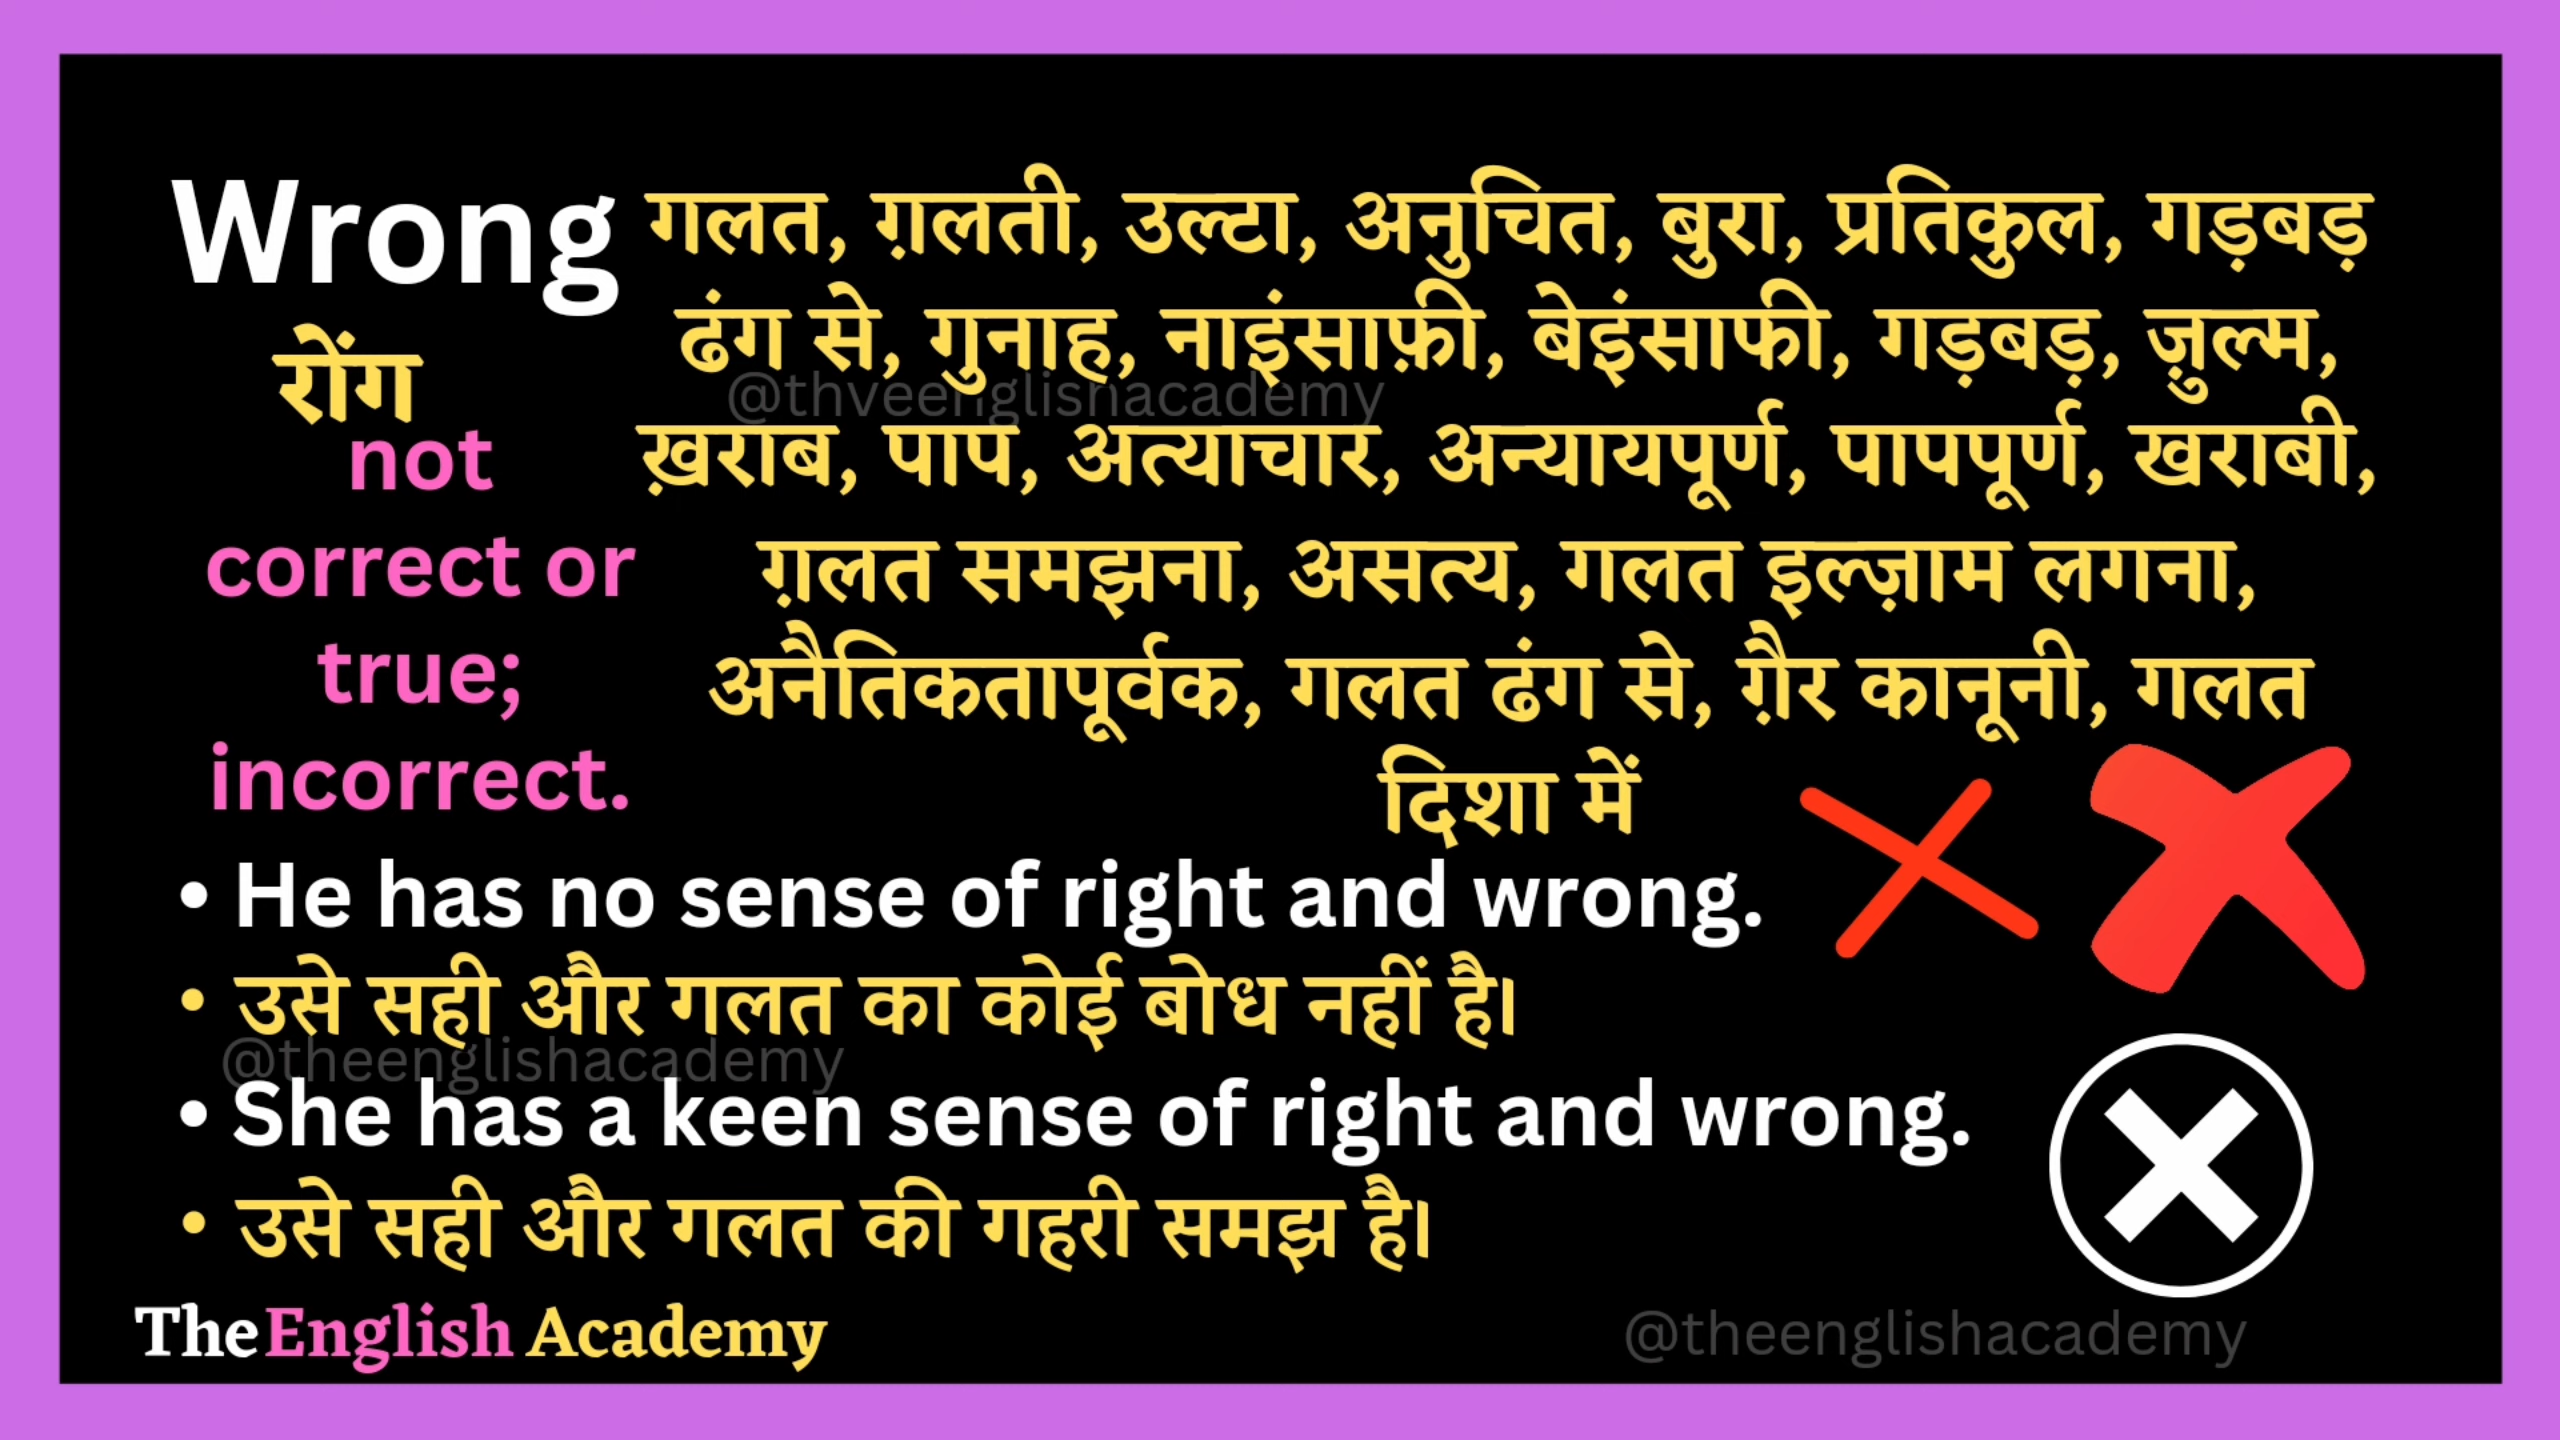 Wrong
रोंग
not
correct or
true;
incorrect.
गलत, ग़लती, उल्टा, अनुचित, बुरा, प्रतिकुल, गड़बड़
ढंग से, गुनाह, नाइंसाफ़ी, बेइंसाफी, गड़बड़, ज़ुल्म,
@thveenglishacademy
ख़राब, पाप, अत्याचार, अन्यायपूर्ण, पापपूर्ण, खराबी,
ग़लत समझना, असत्य, गलत इल्ज़ाम लगना,
अनैतिकतापूर्वक, गलत ढंग से, ग़ैर कानूनी, गलत
दिशा में
• He has no sense of right and wrong.
• उसे सही और गलत का कोई बोध नहीं है।
@theenglishacademy
• She has a keen sense of right and wrong.
• उसे सही और गलत की गहरी समझ है।
The English Academy
@theenglishacademy